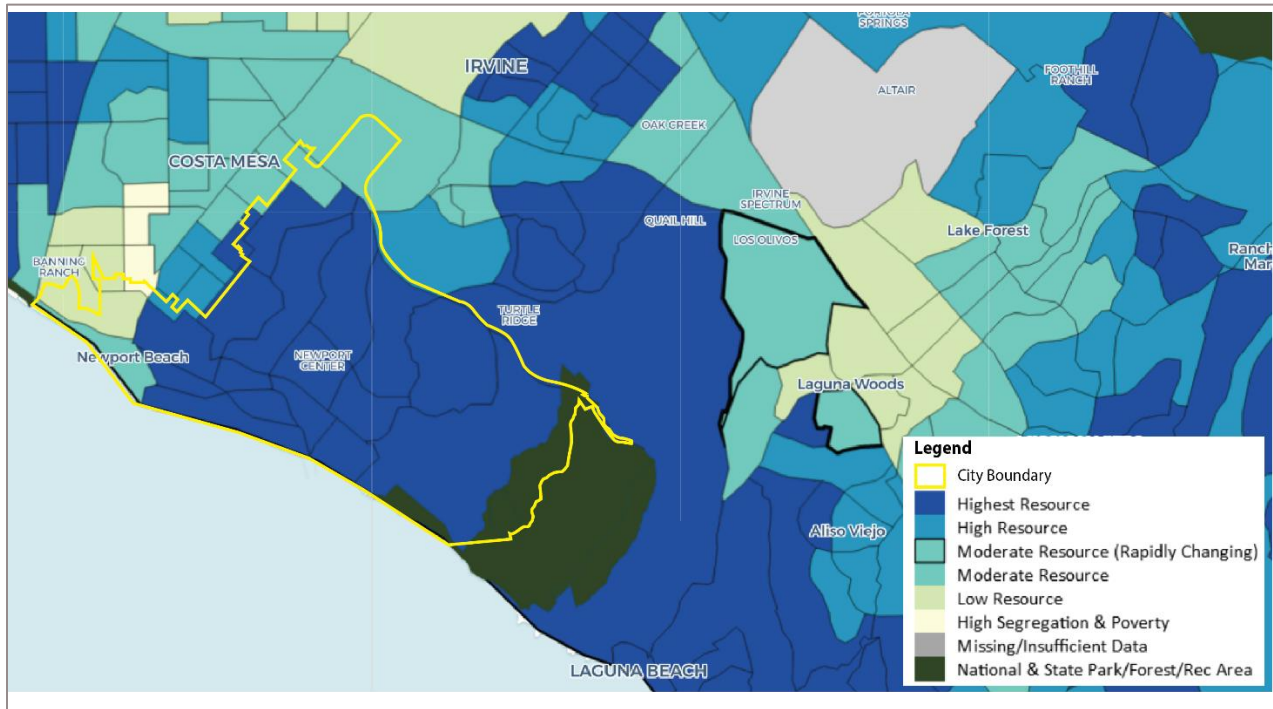 SPRINGS
IRVINE
FOOTHILL
RANCH
ALTAIR
OAK CREEK
COSTA MESA
IRVINE
SPECTRUM
QUAIL HILL
Lake Forest
LOS OLIVOS
BANNING
RANCH
TURTLE
RIDGE
Newport Beach
NEWPORT
CENTER
Laguna Woods
Aliso Viejo
LAGUNA BEACH
Legend
City Boundary
Highest Resource
High Resource
Moderate Resource (Rapidly Changing)
Moderate Resource
Low Resource
High Segregation & Poverty
Missing/Insufficient Data
National & State Park/Forest/Rec Area